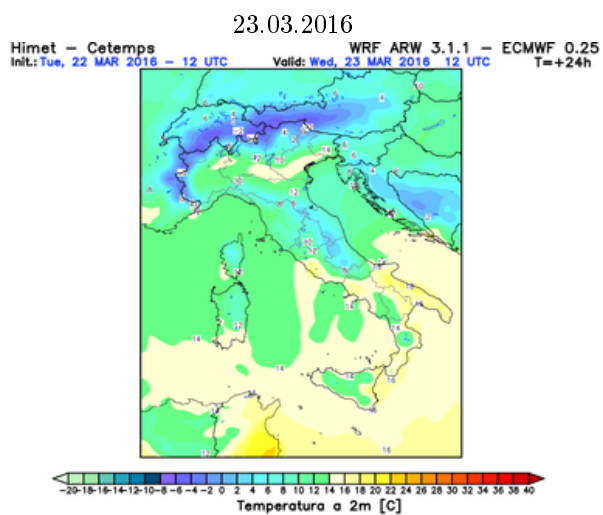 23.03.2016
Himet – Cetemps WRF ARW 3.1.1 – ECMWF 0.25
Init.: Tue, 22 MAR 2016 – 12 UTC Valid: Wed, 23 MAR 2016 12 UTC T=+24h
-20 -18 -16 -14 -12 -10 -8 -6 -4 -2 0 2 4 6 8 10 12 14 16 18 20 22 24 26 28 30 32 34 36 38 40
Temperatura a 2m [C]